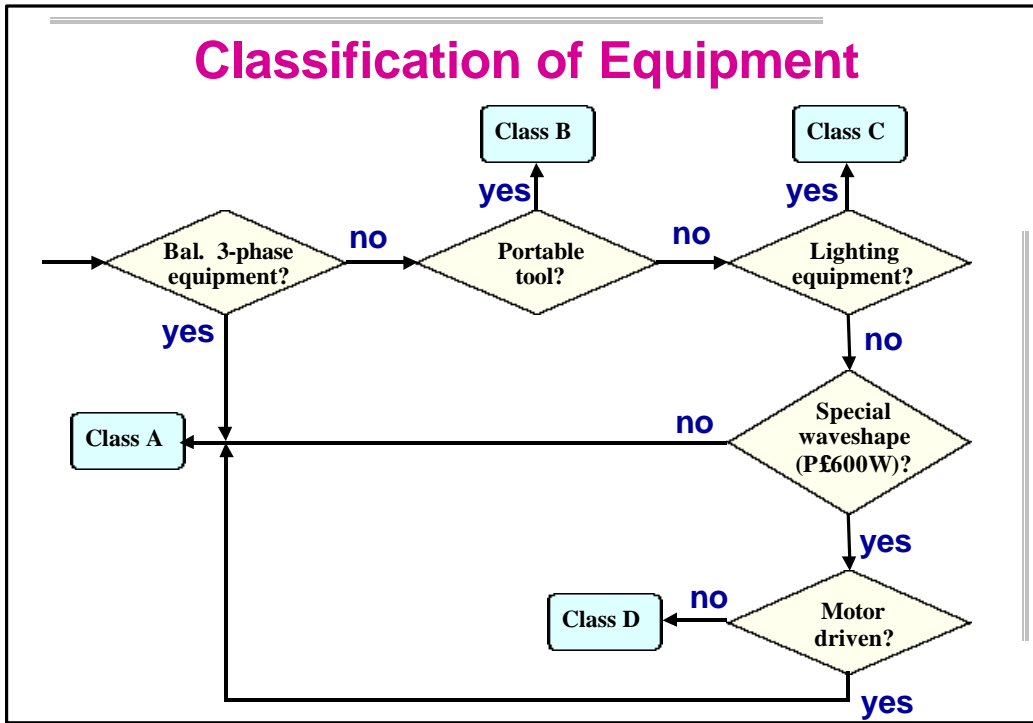 Classification of Equipment
Class B
Class C
yes
yes
Bal. 3-phase
equipment?
no
Portable
tool?
no
Lighting
equipment?
yes
no
Class A
no
Special
waveshape
(P£600W)?
yes
Class D
no
Motor
driven?
yes